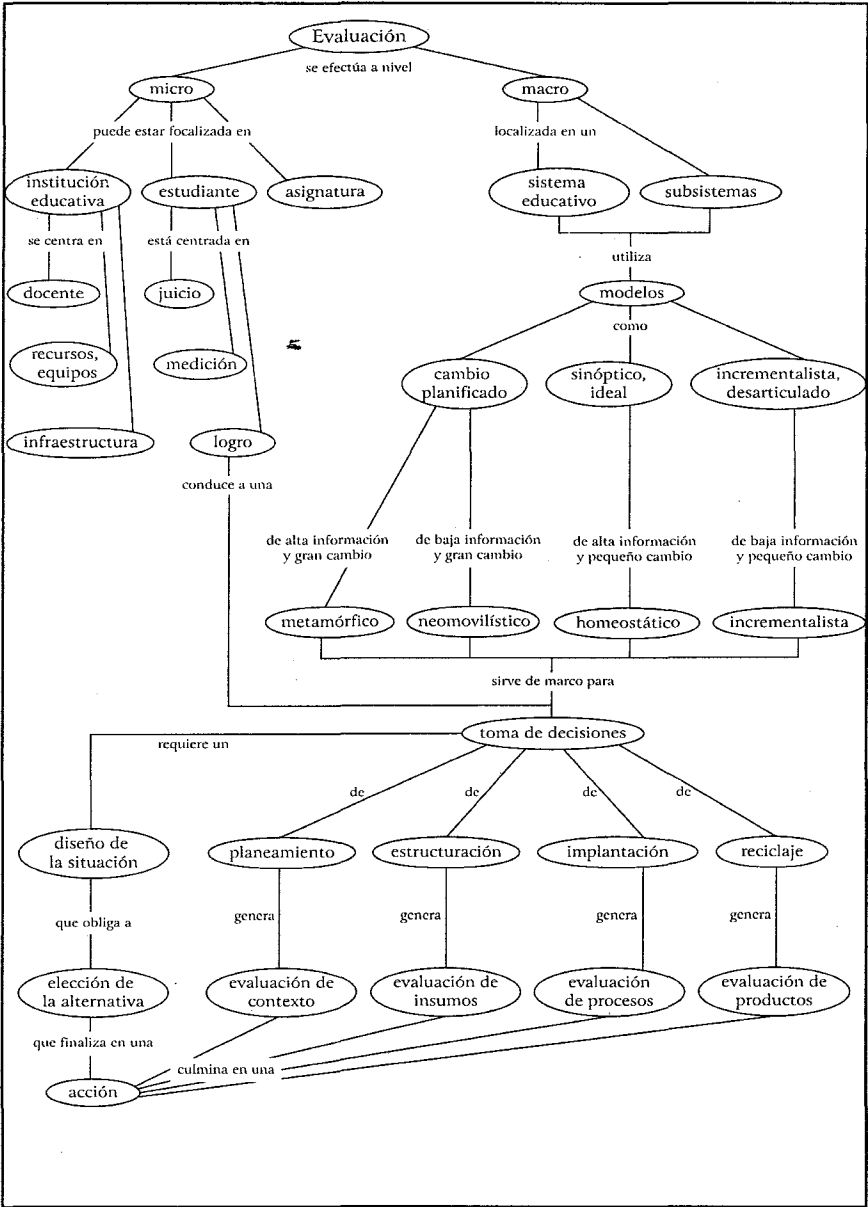 Evaluación
se efectúa a nivel
micro
macro
puede estar focalizada en
localizada en un
institución
educativa
estudiante
asignatura
sistema
educativo
subsistemas
se centra en
está centrada en
utiliza
docente
juicio
modelos
como
recursos,
equipos
medición
cambio
planificado
sinóptico,
ideal
incrementalista,
desarticulado
infraestructura
logro
conduce a una
de alta información
y gran cambio
de baja información
y gran cambio
de alta información
y pequeño cambio
de baja información
y pequeño cambio
metamórfico
neomovilístico
homeostático
incrementalista
sirve de marco para
toma de decisiones
requiere un
de
de
de
de
diseño de
la situación
planeamiento
estructuración
implantación
reciclaje
que obliga a
genera
genera
genera
genera
elección de
la alternativa
evaluación de
contexto
evaluación de
insumos
evaluación
de procesos
evaluación de
productos
que finaliza en una
culmina en una
acción